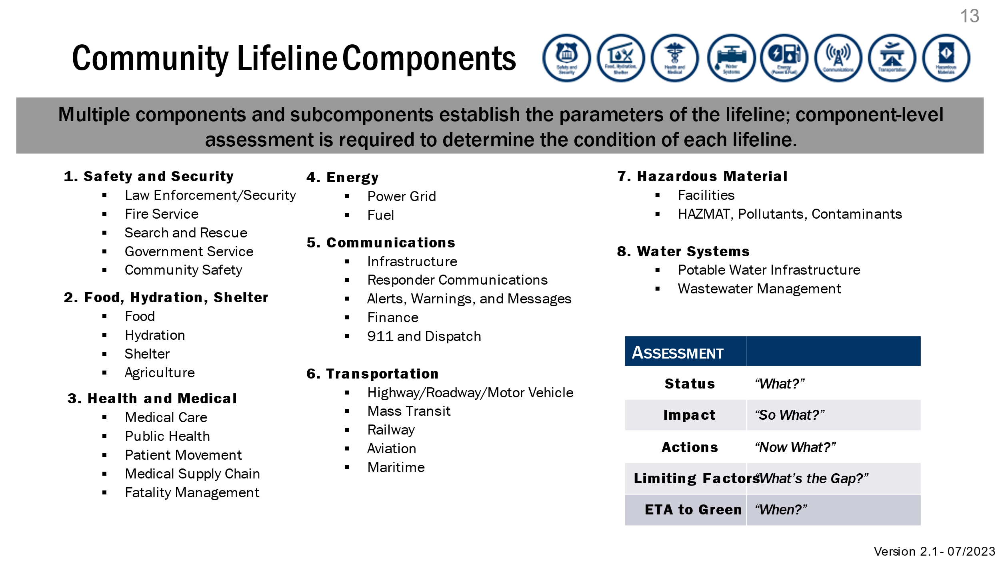 13
Community Lifeline Components
Safety and
Security
Food, Hydration,
Shelter
Health and
Medical
Water
Systems
Energy
(Power & Fuel)
Communications
Transportation
Hazardous
Materials
Multiple components and subcomponents establish the parameters of the lifeline; component-level
assessment is required to determine the condition of each lifeline.
1. Safety and Security
▪ Law Enforcement/Security
▪ Fire Service
▪ Search and Rescue
▪ Government Service
▪ Community Safety
2. Food, Hydration, Shelter
▪ Food
▪ Hydration
▪ Shelter
▪ Agriculture
3. Health and Medical
▪ Medical Care
▪ Public Health
▪ Patient Movement
▪ Medical Supply Chain
▪ Fatality Management
4. Energy
▪ Power Grid
▪ Fuel
5. Communications
▪ Infrastructure
▪ Responder Communications
▪ Alerts, Warnings, and Messages
▪ Finance
▪ 911 and Dispatch
6. Transportation
▪ Highway/Roadway/Motor Vehicle
▪ Mass Transit
▪ Railway
▪ Aviation
▪ Maritime
7. Hazardous Material
▪ Facilities
▪ HAZMAT, Pollutants, Contaminants
8. Water Systems
▪ Potable Water Infrastructure
▪ Wastewater Management
ASSESSMENT
Status “What?”
Impact “So What?”
Actions “Now What?”
Limiting Factors “What’s the Gap?”
ETA to Green “When?”
Version 2.1- 07/2023